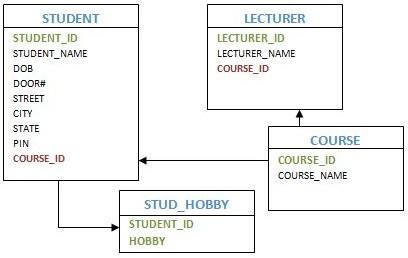 STUDENT
STUDENT_ID
STUDENT_NAME
DOB
DOOR#
STREET
CITY
STATE
PIN
COURSE_ID
LECTURER
LECTURER_ID
LECTURER_NAME
COURSE_ID
COURSE
COURSE_ID
COURSE_NAME
STUD_HOBBY
STUDENT_ID
HOBBY